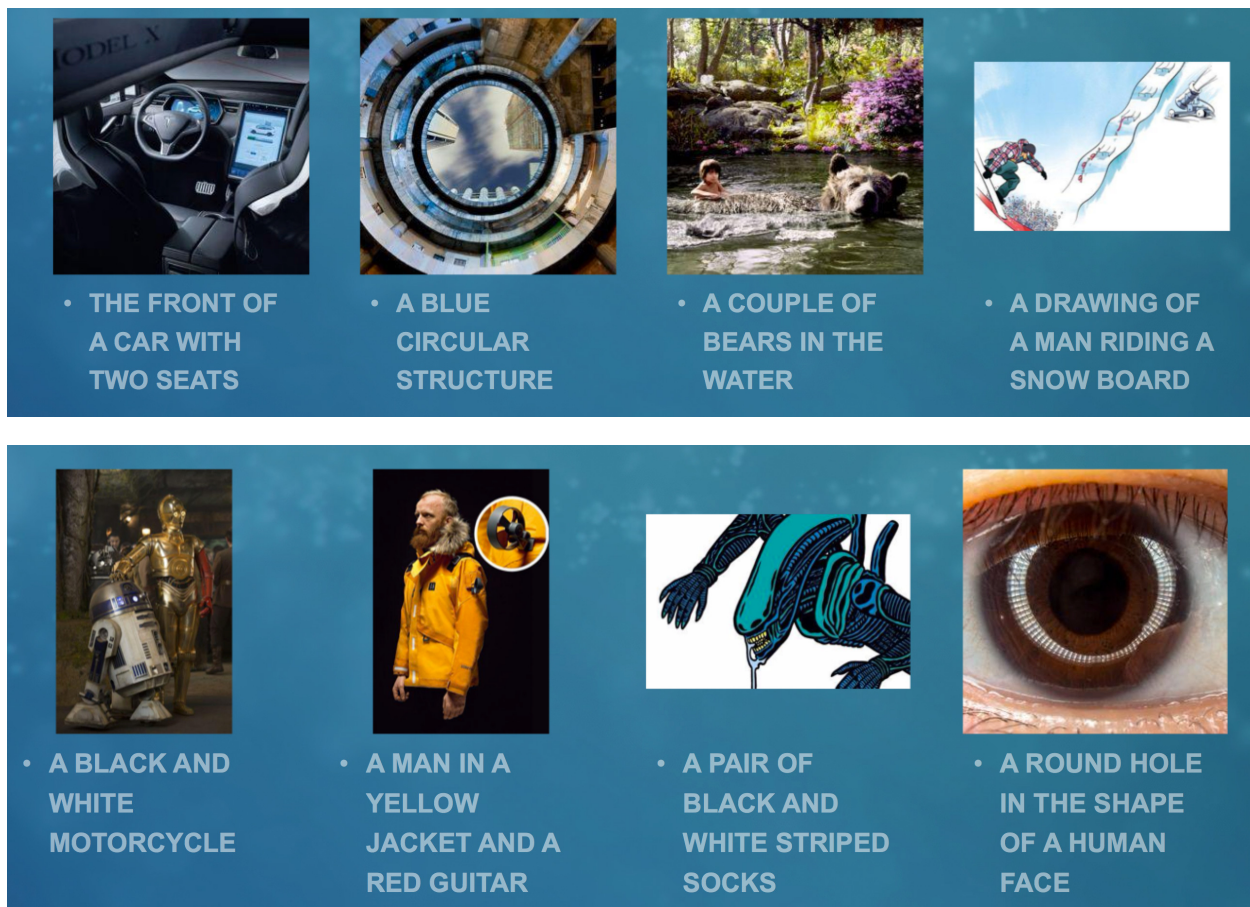 MODEL X
• THE FRONT OF
A CAR WITH
TWO SEATS
• A BLUE
CIRCULAR
STRUCTURE
• A COUPLE OF
BEARS IN THE
WATER
• A DRAWING OF
A MAN RIDING A
SNOW BOARD
• A BLACK AND
WHITE
MOTORCYCLE
• A MAN IN A
YELLOW
JACKET AND A
RED GUITAR
• A PAIR OF
BLACK AND
WHITE STRIPED
SOCKS
• A ROUND HOLE
IN THE SHAPE
OF A HUMAN
FACE